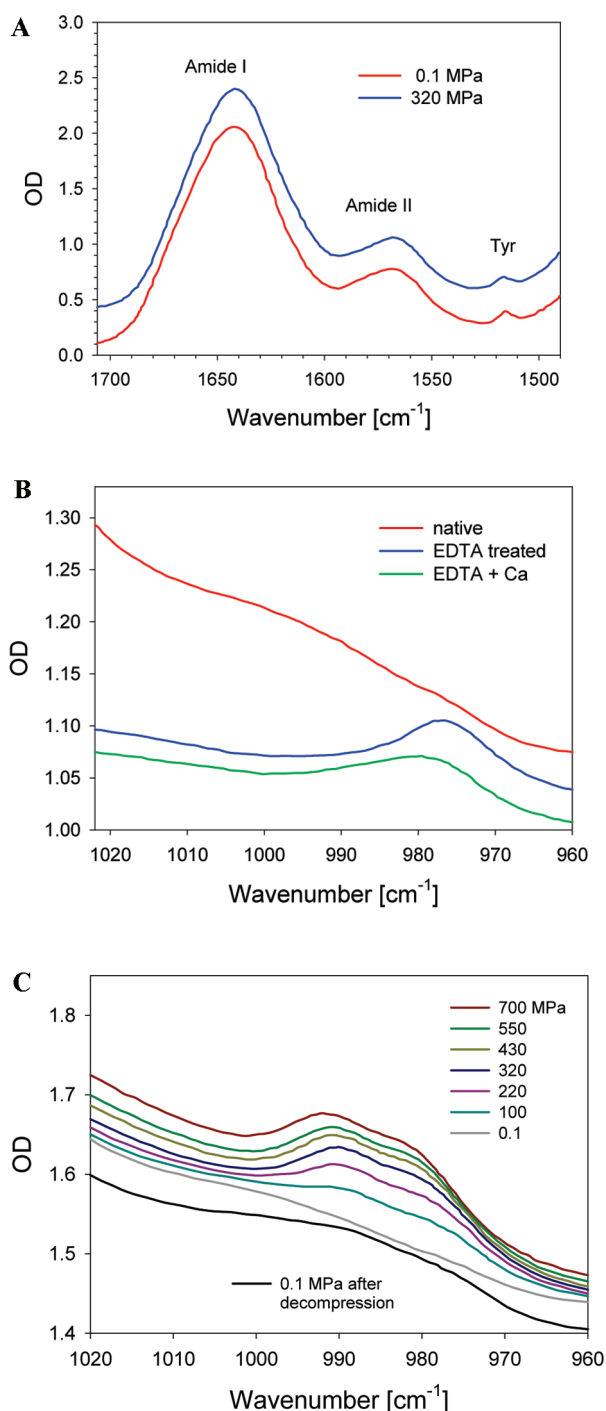 A
3.0
2.5
2.0
1.5
1.0
0.5
0.0
OD
Amide I
Amide II
Tyr
0.1 MPa
320 MPa
1700
1650
1600
1550
1500
Wavenumber [cm-1]
B
1.30
1.25
1.20
1.15
1.10
1.05
1.00
OD
native
EDTA treated
EDTA + Ca
1020
1010
1000
990
980
970
960
Wavenumber [cm-1]
C
1.8
1.7
1.6
1.5
1.4
OD
700 MPa
550
430
320
220
100
0.1
0.1 MPa after
decompression
1020
1010
1000
990
980
970
960
Wavenumber [cm-1]